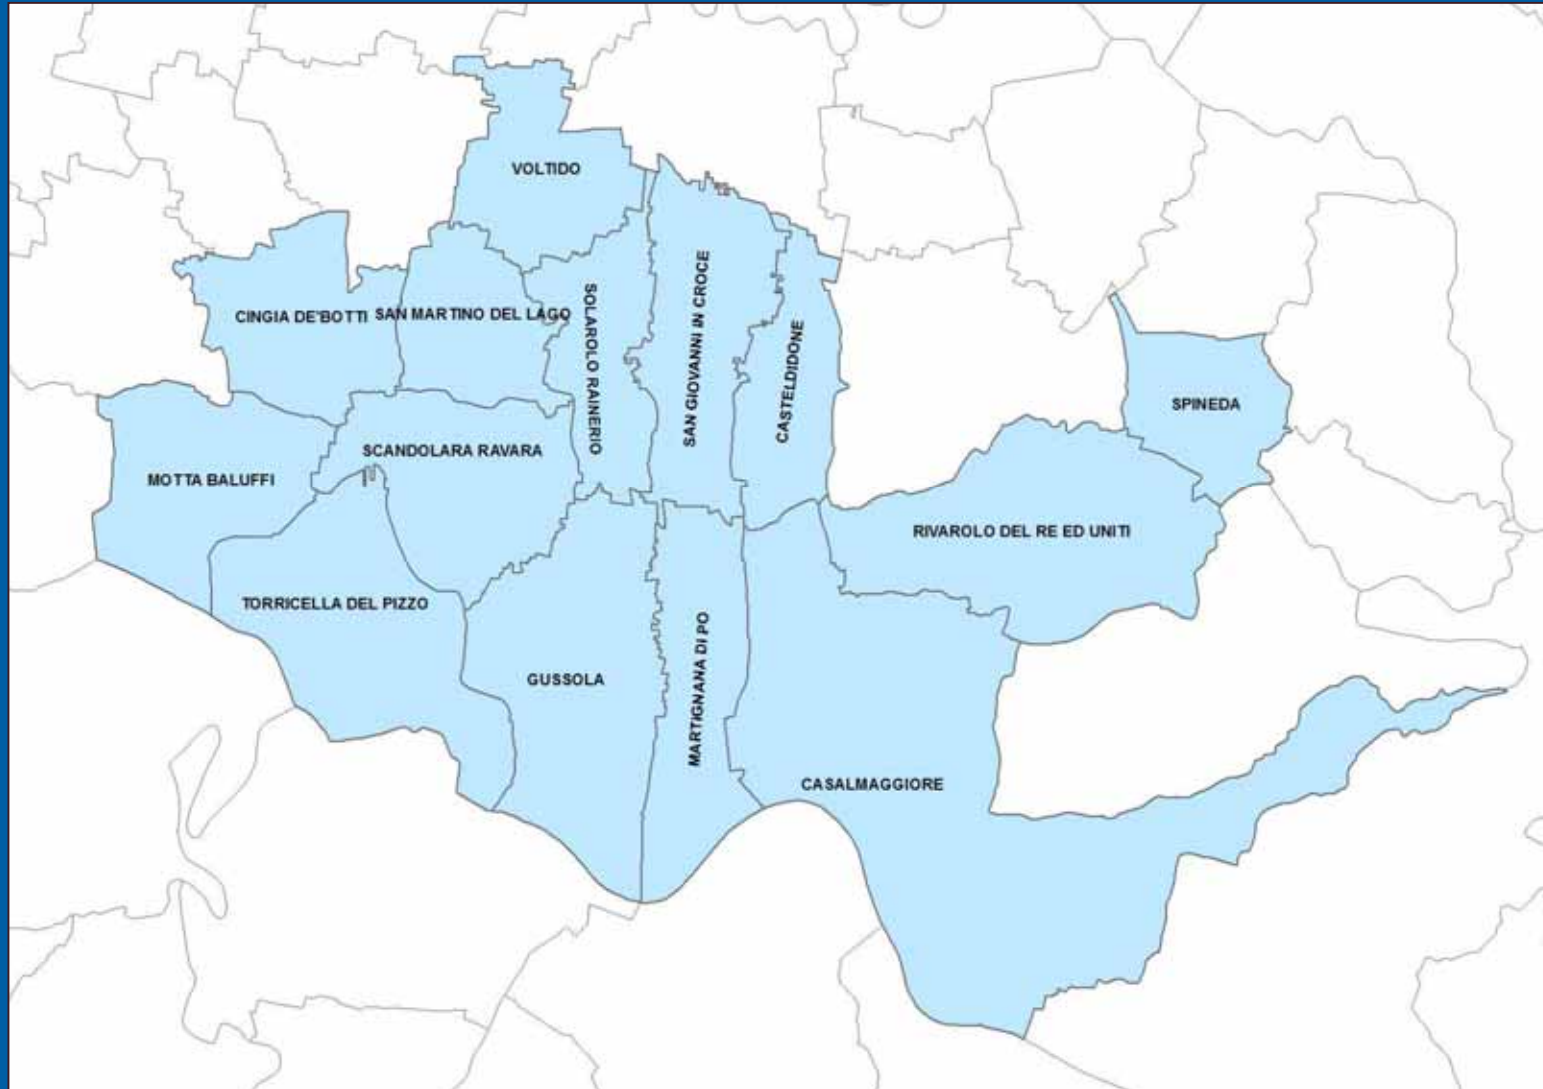 VOLTIDO
CINGIA DE'BOTTI
SAN MARTINO DEL LAGO
SOLAROLO RAINERIO
SAN GIOVANNI IN CROCE
CASTELDIDONE
SPINEDA
MOTTA BALUFFI
SCANDOLARA RAVARA
RIVAROLO DEL RE ED UNITI
TORRICELLA DEL PIZZO
GUSSOLA
MARTIGNANA DI PO
CASALMAGGIORE